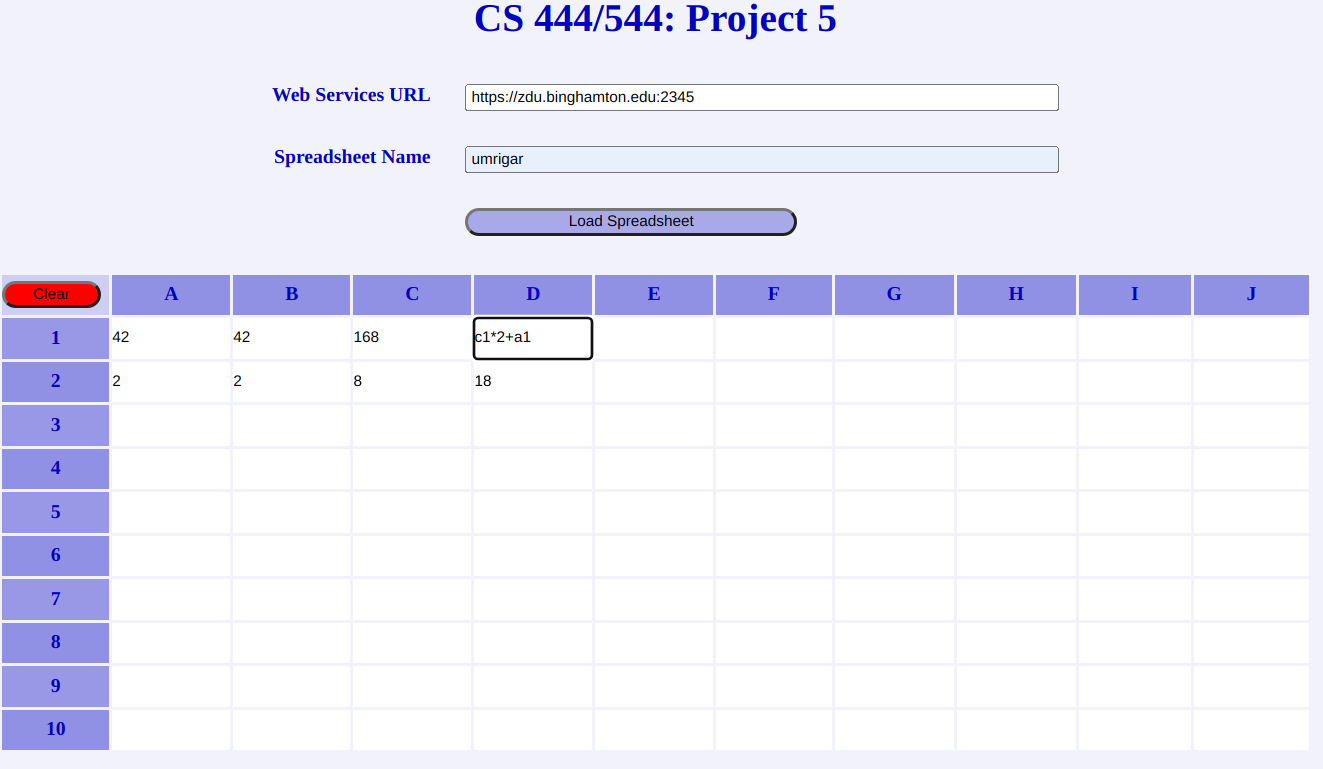 CS 444/544: Project 5
Web Services URL https://zdu.binghamton.edu:2345
Spreadsheet Name umrigar
Load Spreadsheet
Clear A B C D E F G H I J
1 42 42 168 c1*2+a1
2 2 2 8 18
3
4
5
6
7
8
9
10